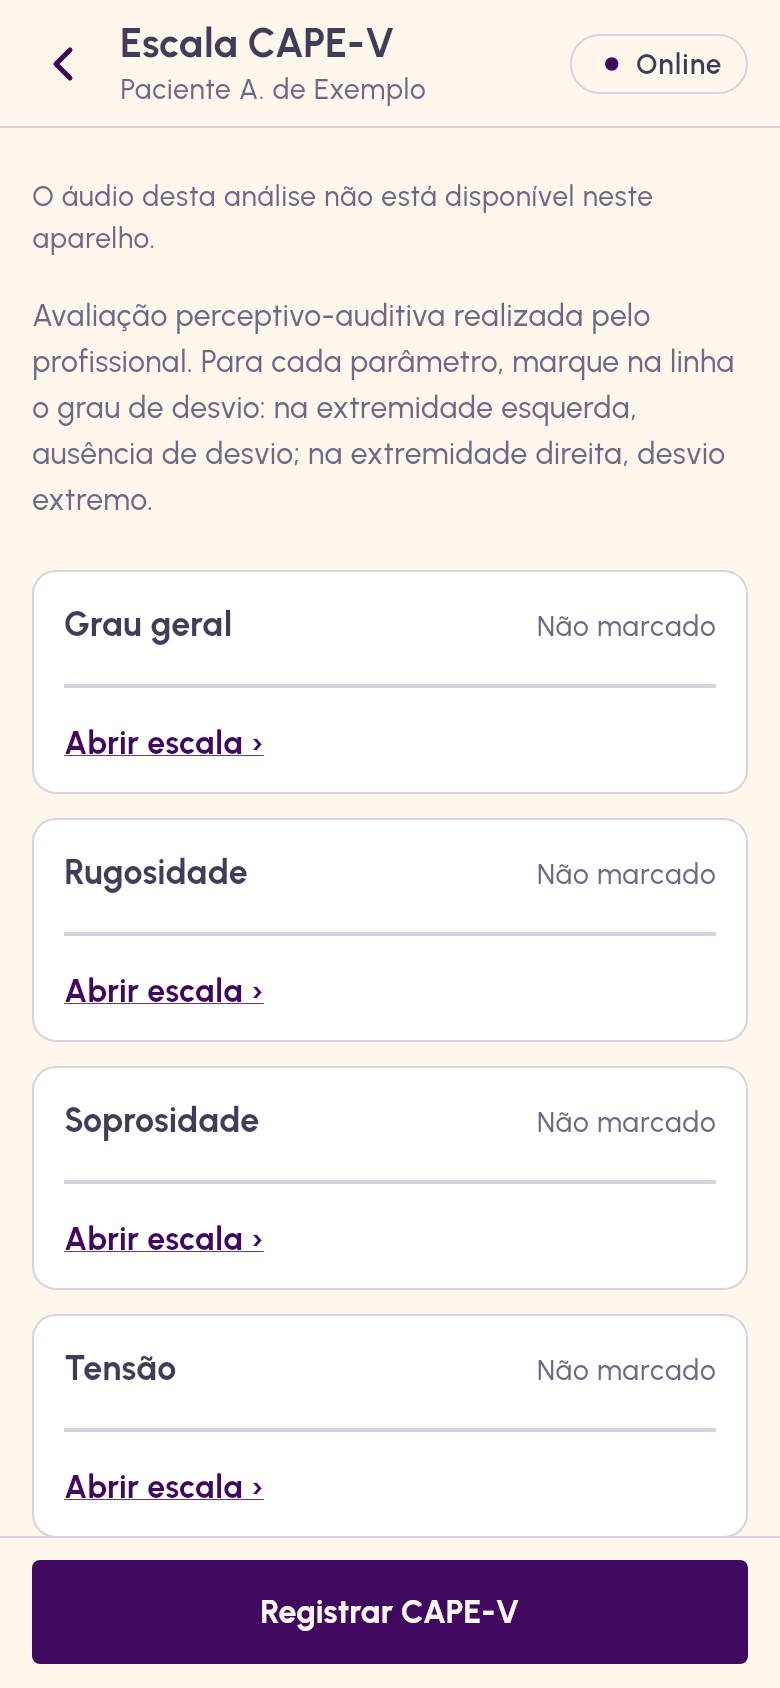 Escala CAPE-V
Paciente A. de Exemplo
Online
O áudio desta análise não está disponível neste
aparelho.
Avaliação perceptivo-auditiva realizada pelo
profissional. Para cada parâmetro, marque na linha
o grau de desvio: na extremidade esquerda,
ausência de desvio; na extremidade direita, desvio
extremo.
Grau geral
Não marcado
Abrir escala ›
Rugosidade
Não marcado
Abrir escala ›
Soprosidade
Não marcado
Abrir escala ›
Tensão
Não marcado
Abrir escala ›
Registrar CAPE-V